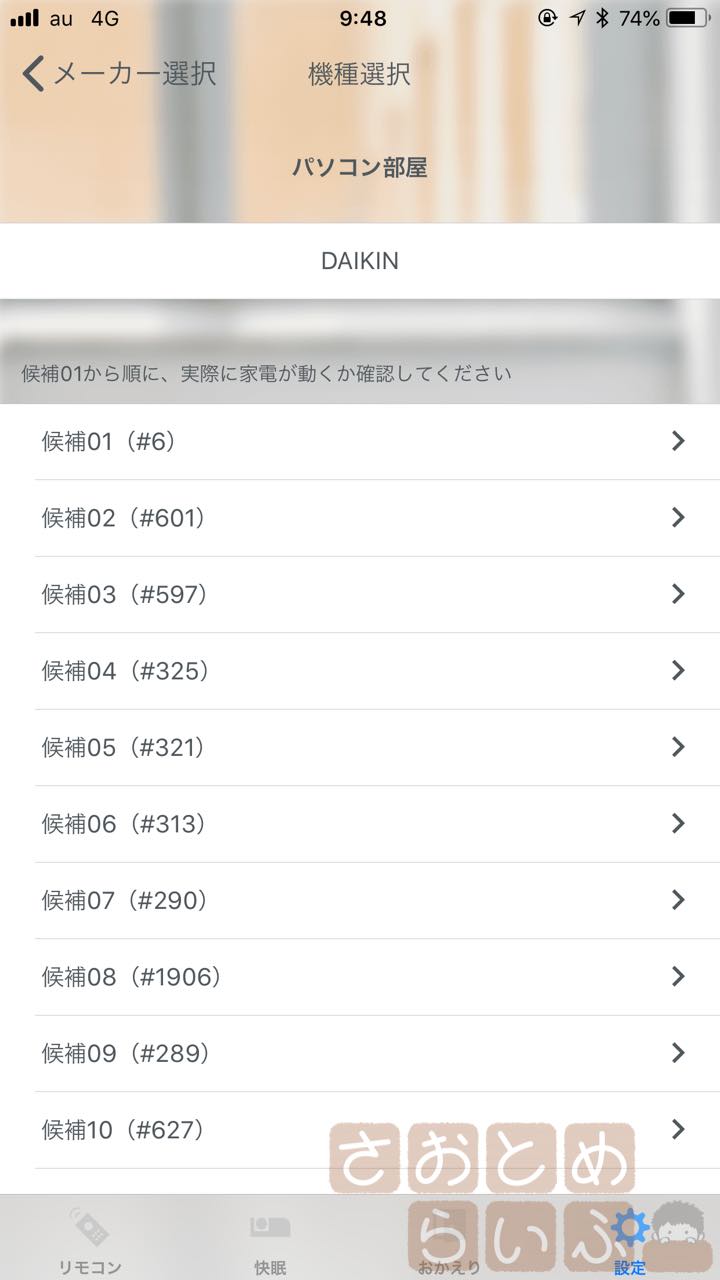 au 4G 9:48 74%
メーカー選択 機種選択
パソコン部屋
DAIKIN
候補01から順に、実際に家電が動くか確認してください
候補01（#6）
候補02（#601）
候補03（#597）
候補04（#325）
候補05（#321）
候補06（#313）
候補07（#290）
候補08（#1906）
候補09（#289）
候補10（#627）
さおとめ
らいふ
リモコン 快眠 おかえり 設定